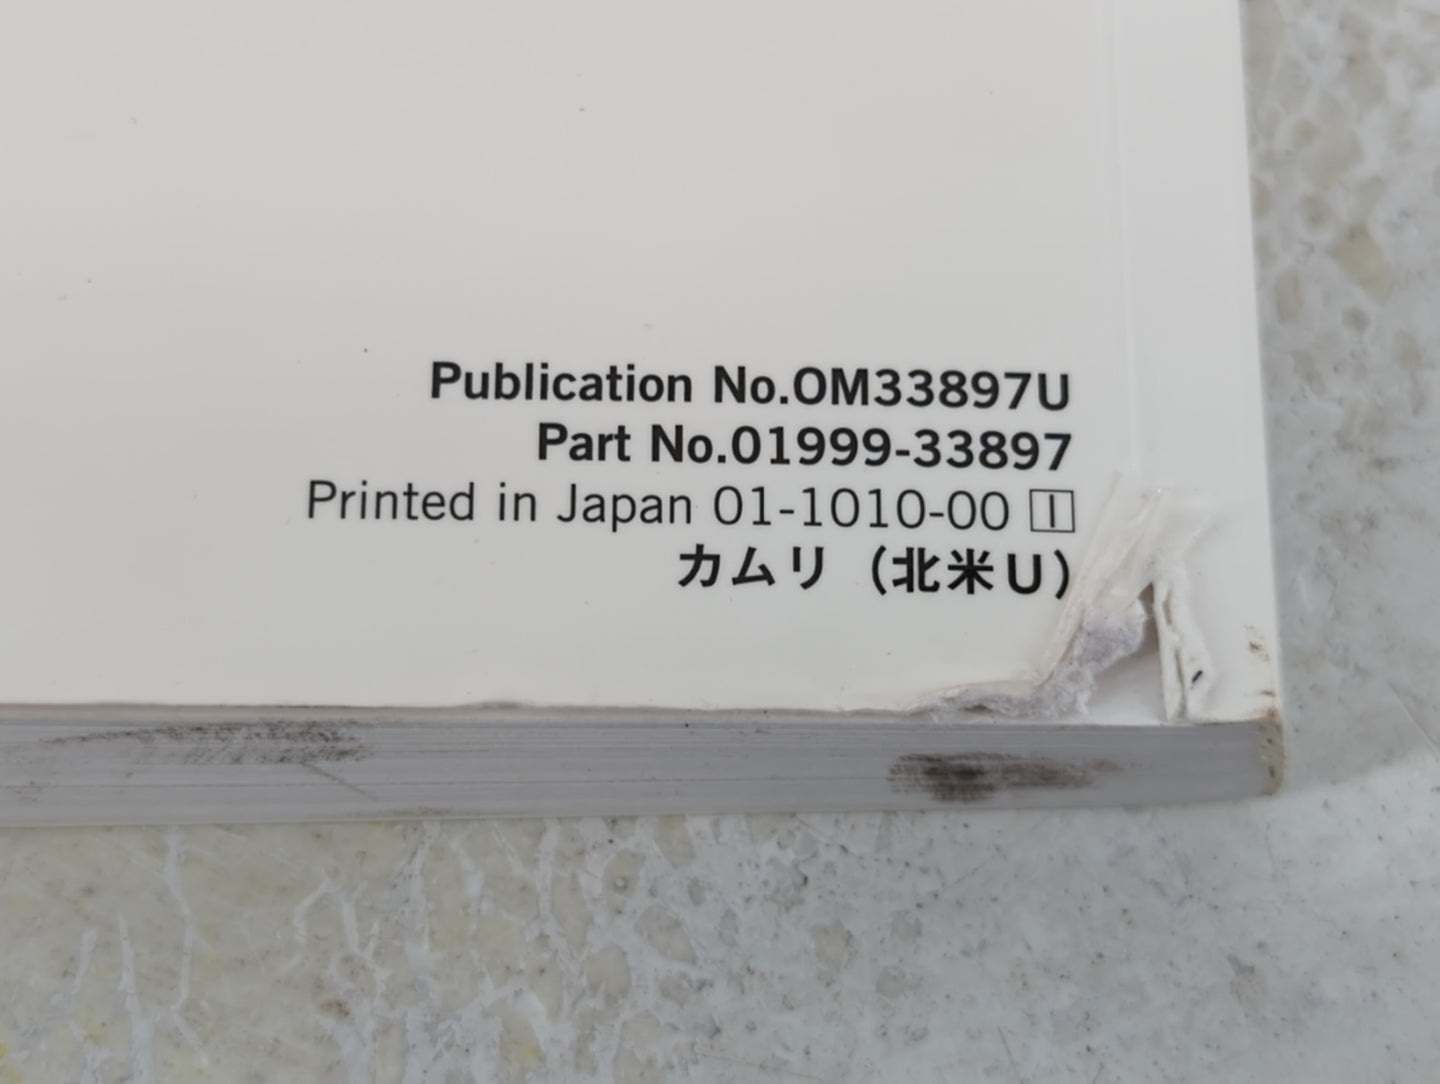 Publication No.OM33897U
Part No.01999-33897
Printed in Japan 01-1010-00 I
カムリ（北米U）